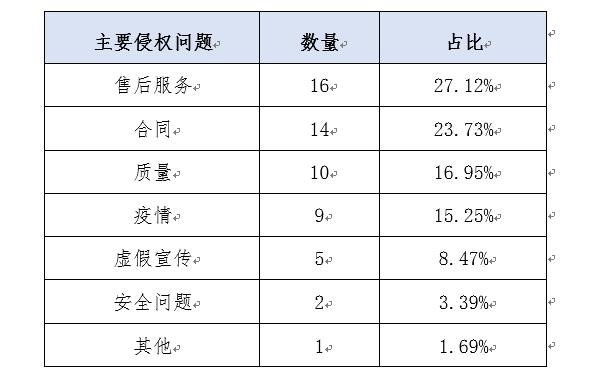 主要侵权问题 数量 占比
售后服务 16 27.12%
合同 14 23.73%
质量 10 16.95%
疫情 9 15.25%
虚假宣传 5 8.47%
安全问题 2 3.39%
其他 1 1.69%